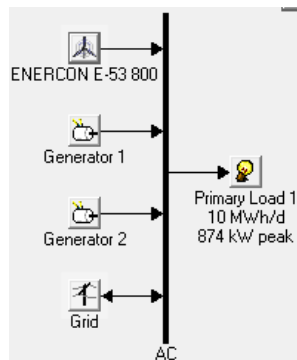 ENERCON E-53 800
Generator 1
Primary Load 1
10 MWh/d
874 kW peak
Generator 2
Grid
AC